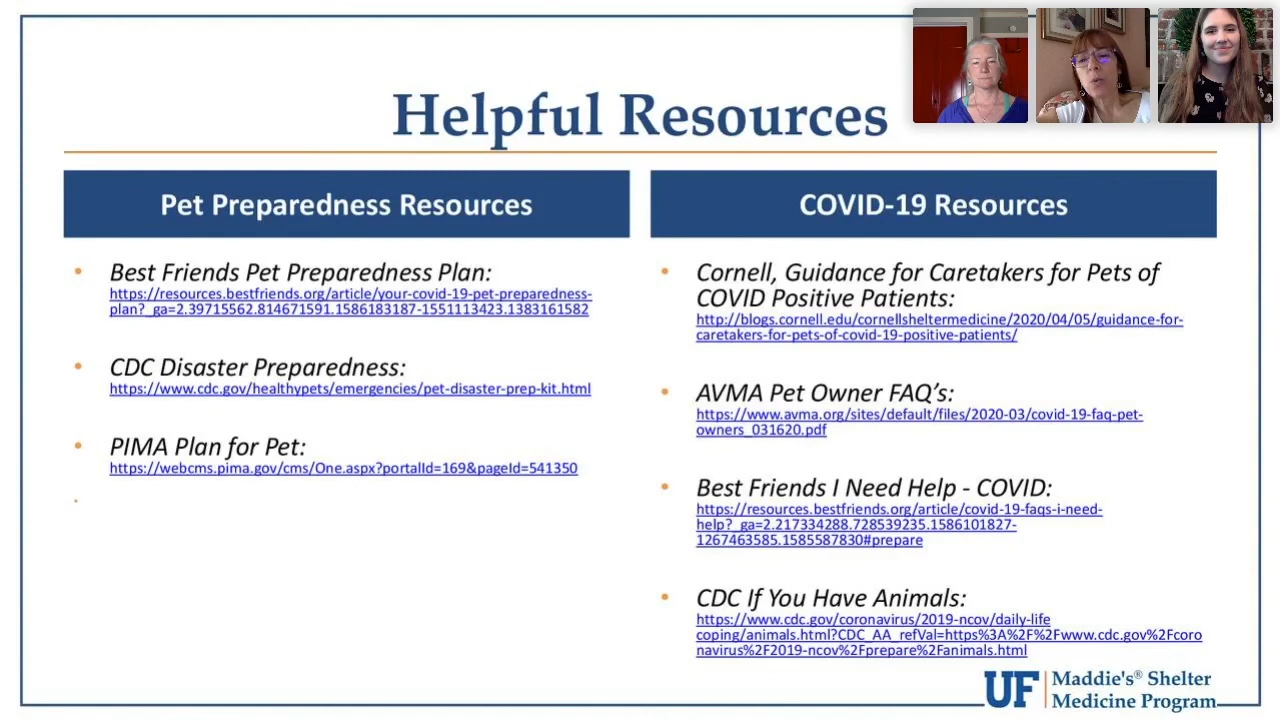 Helpful Resources
Pet Preparedness Resources
Best Friends Pet Preparedness Plan:
https://resources.bestfriends.org/article/your-covid-19-pet-preparedness-
plan?_ga=2.39715562.814671591.1586183187-1551113423.1383161582
CDC Disaster Preparedness:
https://www.cdc.gov/healthypets/emergencies/pet-disaster-prep-kit.html
PIMA Plan for Pet:
https://webcms.pima.gov/cms/One.aspx?portalId=169&pageId=541350
COVID-19 Resources
Cornell, Guidance for Caretakers for Pets of
COVID Positive Patients:
http://blogs.cornell.edu/cornellsheltermedicine/2020/04/05/guidance-for-
caretakers-for-pets-of-covid-19-positive-patients/
AVMA Pet Owner FAQ’s:
https://www.avma.org/sites/default/files/2020-03/covid-19-faq-pet-
owners_031620.pdf
Best Friends I Need Help - COVID:
https://resources.bestfriends.org/article/covid-19-faqs-i-need-
help?_ga=2.217334288.728539235.1586101827-
1267463585.1585587830#prepare
CDC If You Have Animals:
https://www.cdc.gov/coronavirus/2019-ncov/daily-life
coping/animals.html?CDC_AA_refVal=https%3A%2F%2Fwww.cdc.gov%2Fcoro
navirus%2F2019-ncov%2Fprepare%2Fanimals.html
UF Maddie's® Shelter
Medicine Program